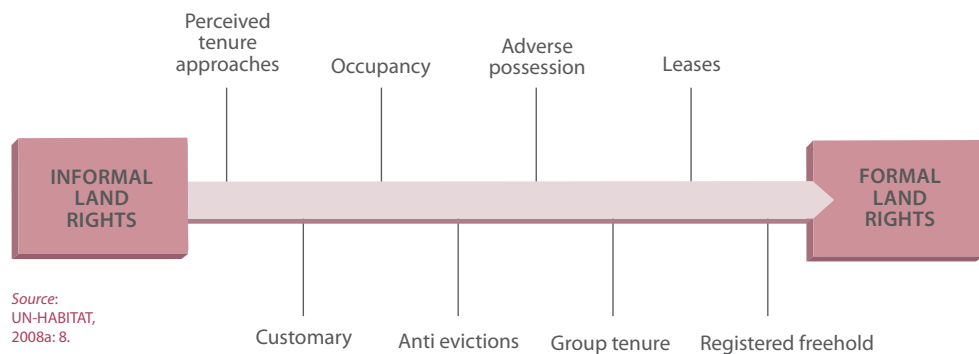 Perceived
tenure
approaches
Occupancy
Adverse
possession
Leases
INFORMAL
LAND
RIGHTS
FORMAL
LAND
RIGHTS
Source:
UN-HABITAT,
2008a: 8.
Customary
Anti evictions
Group tenure
Registered freehold